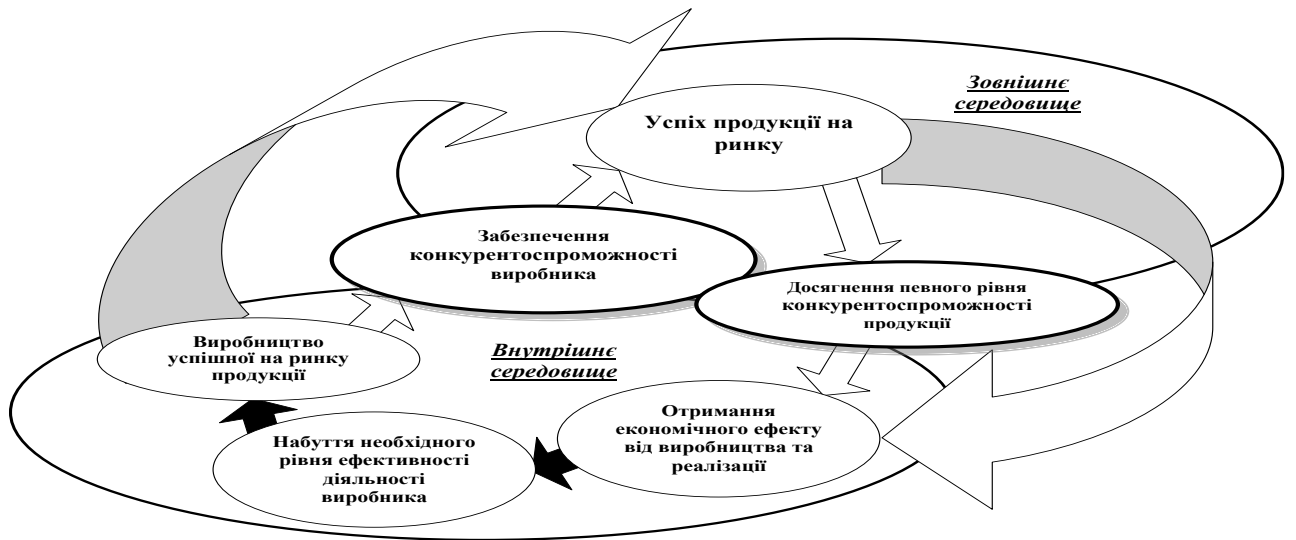 Зовнішнє
середовище
Успіх продукції на
ринку
Забезпечення
конкурентоспроможності
виробника
Досягнення певного рівня
конкурентоспроможності
продукції
Виробництво
успішної на ринку
продукції
Внутрішнє
середовище
Отримання
економічного ефекту
від виробництва та
реалізації
Набуття необхідного
рівня ефективності
діяльності
виробника